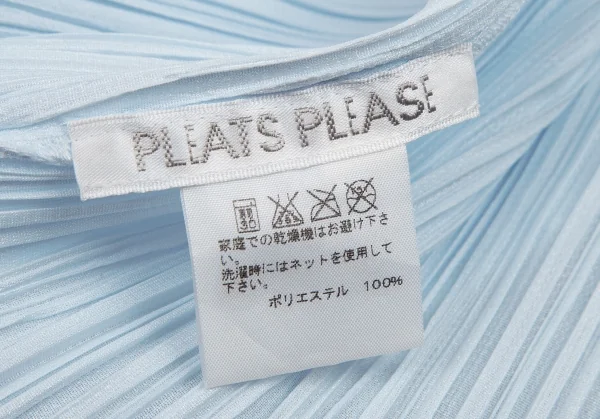 PLEATS PLEASE
家庭での乾燥機はお避け下さ
い。
洗濯時にはネットを使用して
下さい。
ポリエステル 100%